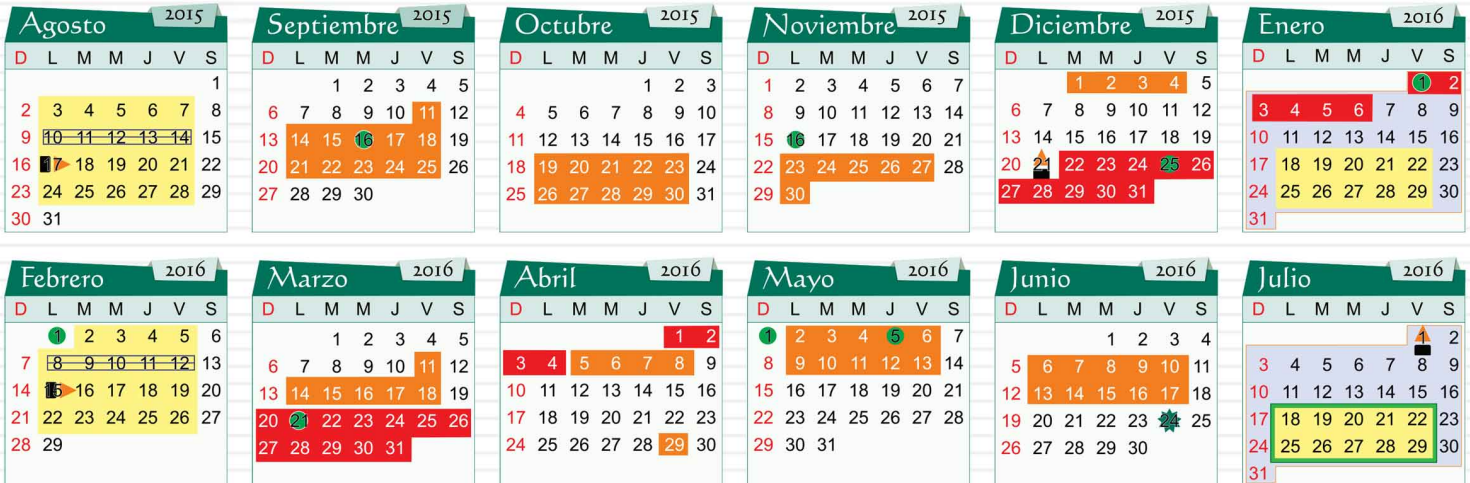 Agosto 2015
D L M M J V S
1
2 3 4 5 6 7 8
9 10 11 12 13 14 15
16 17 18 19 20 21 22
23 24 25 26 27 28 29
30 31
Septiembre 2015
D L M M J V S
1 2 3 4 5
6 7 8 9 10 11 12
13 14 15 16 17 18 19
20 21 22 23 24 25 26
27 28 29 30
Octubre 2015
D L M M J V S
1 2 3
4 5 6 7 8 9 10
11 12 13 14 15 16 17
18 19 20 21 22 23 24
25 26 27 28 29 30 31
Noviembre 2015
D L M M J V S
1 2 3 4 5 6 7
8 9 10 11 12 13 14
15 16 17 18 19 20 21
22 23 24 25 26 27 28
29 30
Diciembre 2015
D L M M J V S
1 2 3 4 5
6 7 8 9 10 11 12
13 14 15 16 17 18 19
20 21 22 23 24 25 26
27 28 29 30 31
Enero 2016
D L M M J V S
1 2
3 4 5 6 7 8 9
10 11 12 13 14 15 16
17 18 19 20 21 22 23
24 25 26 27 28 29 30
31
Febrero 2016
D L M M J V S
1 2 3 4 5 6
7 8 9 10 11 12 13
14 15 16 17 18 19 20
21 22 23 24 25 26 27
28 29
Marzo 2016
D L M M J V S
1 2 3 4 5
6 7 8 9 10 11 12
13 14 15 16 17 18 19
20 21 22 23 24 25 26
27 28 29 30 31
Abril 2016
D L M M J V S
1 2
3 4 5 6 7 8 9
10 11 12 13 14 15 16
17 18 19 20 21 22 23
24 25 26 27 28 29 30
Mayo 2016
D L M M J V S
1 2 3 4 5 6 7
8 9 10 11 12 13 14
15 16 17 18 19 20 21
22 23 24 25 26 27 28
29 30 31
Junio 2016
D L M M J V S
1 2 3 4
5 6 7 8 9 10 11
12 13 14 15 16 17 18
19 20 21 22 23 24 25
26 27 28 29 30
Julio 2016
D L M M J V S
1 2
3 4 5 6 7 8 9
10 11 12 13 14 15 16
17 18 19 20 21 22 23
24 25 26 27 28 29 30
31